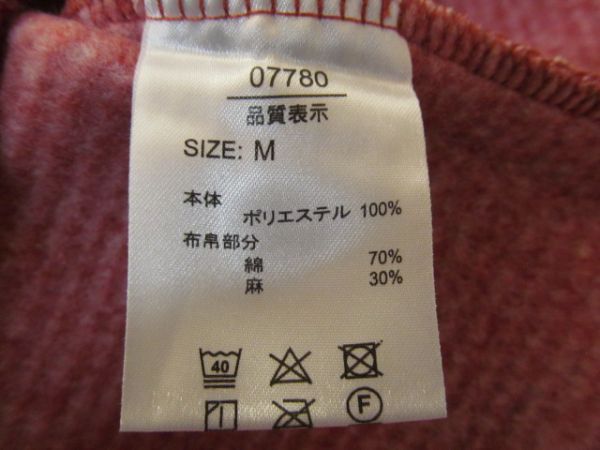 07780
品質表示
SIZE: M
本体
ポリエステル 100%
布帛部分
綿 70%
麻 30%
40
F